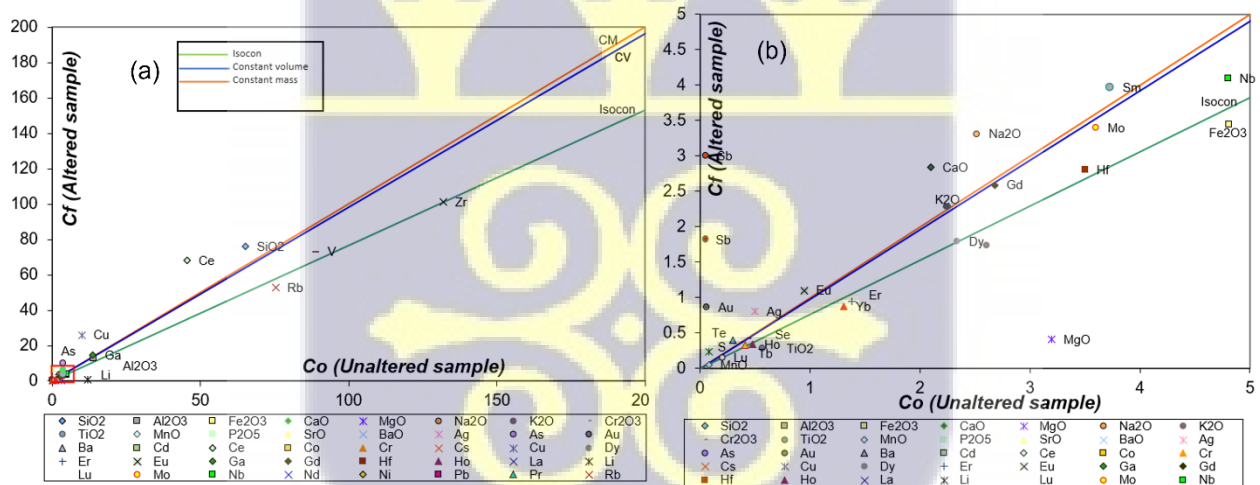 (a)
Isocon
Constant volume
Constant mass
CM
CV
Isocon
Zr
V
SiO2
Ce
Rb
Cu
As
Ga
Al2O3
Li
200
180
160
140
120
100
80
60
40
20
0
0
50
100
150
20
Cf (Altered sample)
Co (Unaltered sample)
SiO2 Al2O3 Fe2O3 CaO MgO Na2O K2O Cr2O3
TiO2 MnO P2O5 SrO BaO Ag As Au
Ba Cd Ce Co Cr Cs Cu Dy
Er Eu Ga Gd Hf Ho La Li
Lu Mo Nb Nd Ni Pb Pr Rb
(b)
Sm
Nb
Isocon
Mo
Fe2O3
Na2O
Sb
CaO
Hf
Gd
K2O
Sb
Dy
Eu
Er
Au
Yb
Ag
Te
Se
S
Ho
TiO2
Lu
Tb
MnO
MgO
5
4.5
4
3.5
3
2.5
2
1.5
1
0.5
0
0
1
2
3
4
5
Cf (Altered sample)
Co (Unaltered sample)
SiO2 Al2O3 Fe2O3 CaO MgO Na2O K2O
Cr2O3 TiO2 MnO P2O5 SrO BaO Ag
As Au Ba Cd Ce Co Cr
Cs Cu Dy Er Eu Ga Gd
Hf Ho La Li Lu Mo Nb